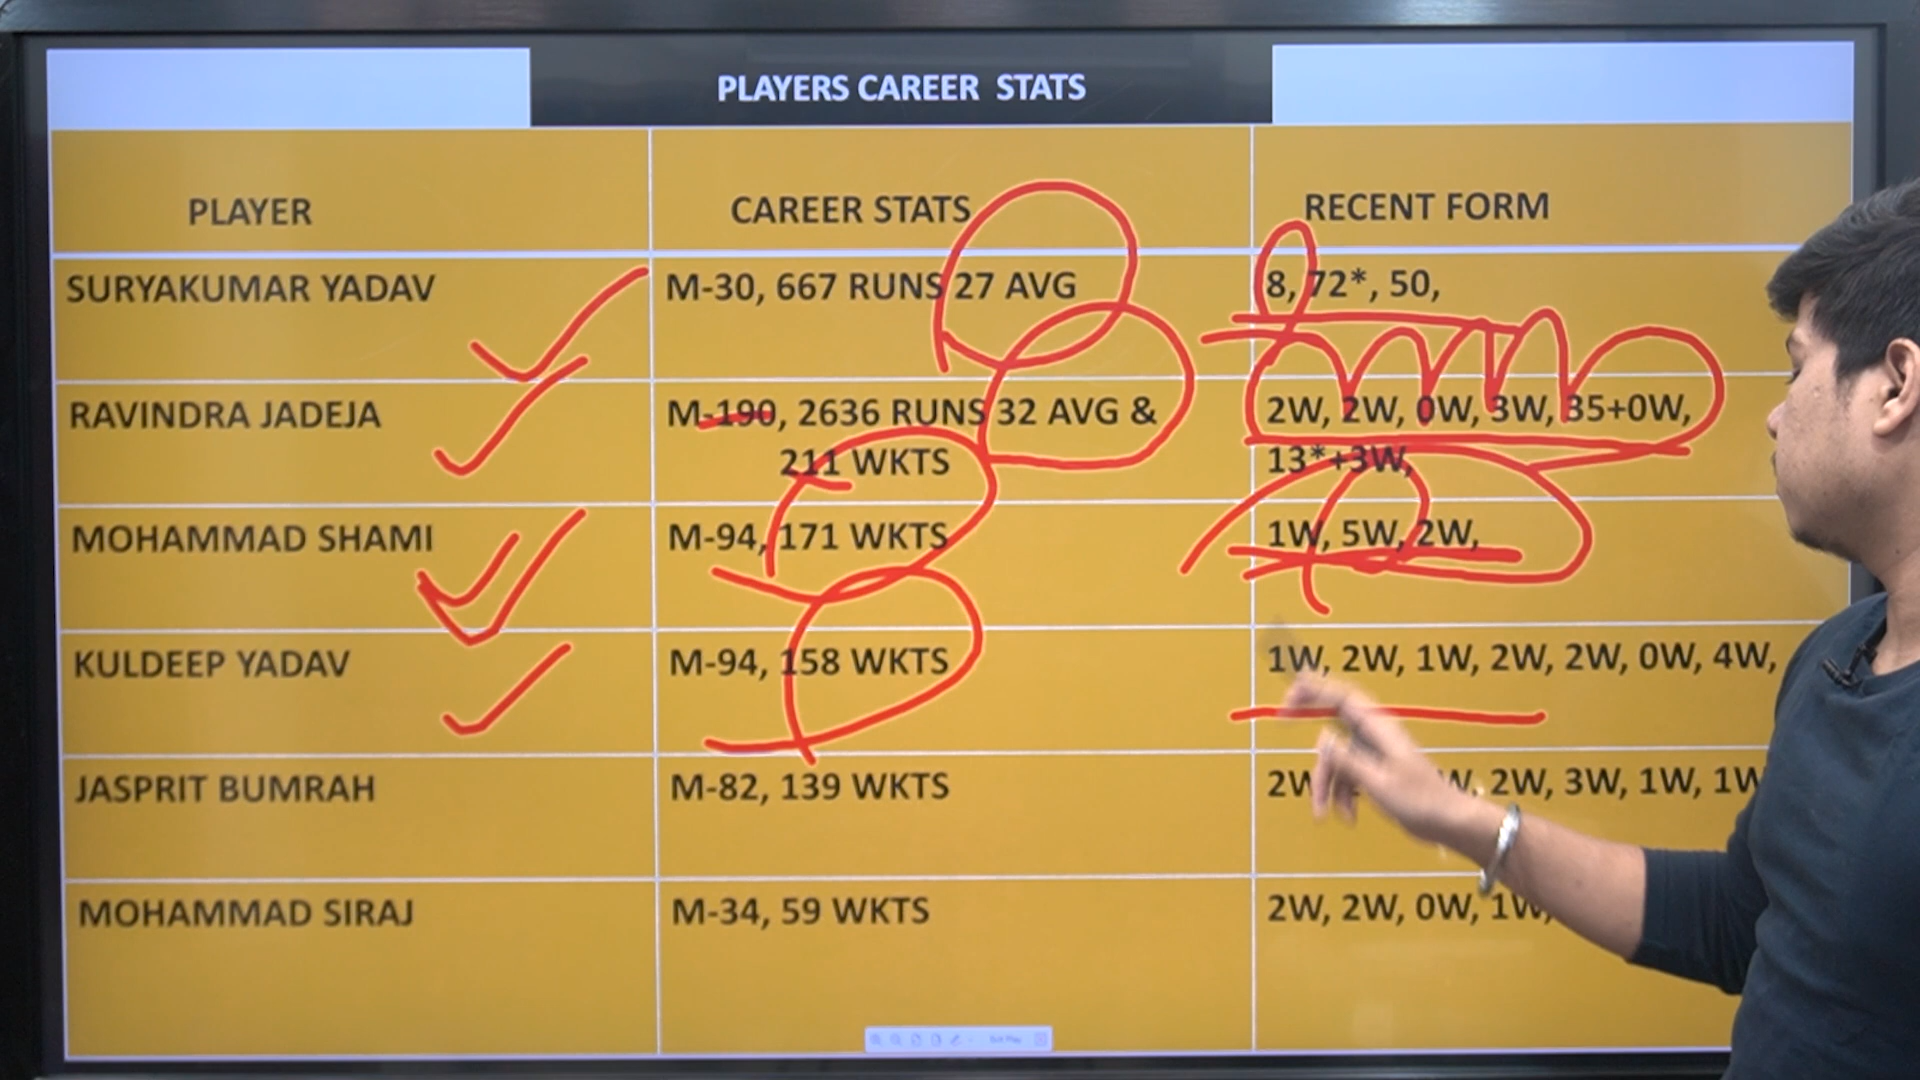 PLAYERS CAREER STATS
PLAYER CAREER STATS RECENT FORM
SURYAKUMAR YADAV M-30, 667 RUNS 27 AVG 8, 72*, 50,
RAVINDRA JADEJA M-190, 2636 RUNS 32 AVG & 2W, 2W, 0W, 3W, 35+0W,
211 WKTS 13*+3W,
MOHAMMAD SHAMI M-94, 171 WKTS 1W, 5W, 2W,
KULDEEP YADAV M-94, 158 WKTS 1W, 2W, 1W, 2W, 2W, 0W, 4W,
JASPRIT BUMRAH M-82, 139 WKTS 2W, 2W, 3W, 1W, 1W
MOHAMMAD SIRAJ M-34, 59 WKTS 2W, 2W, 0W, 1W,